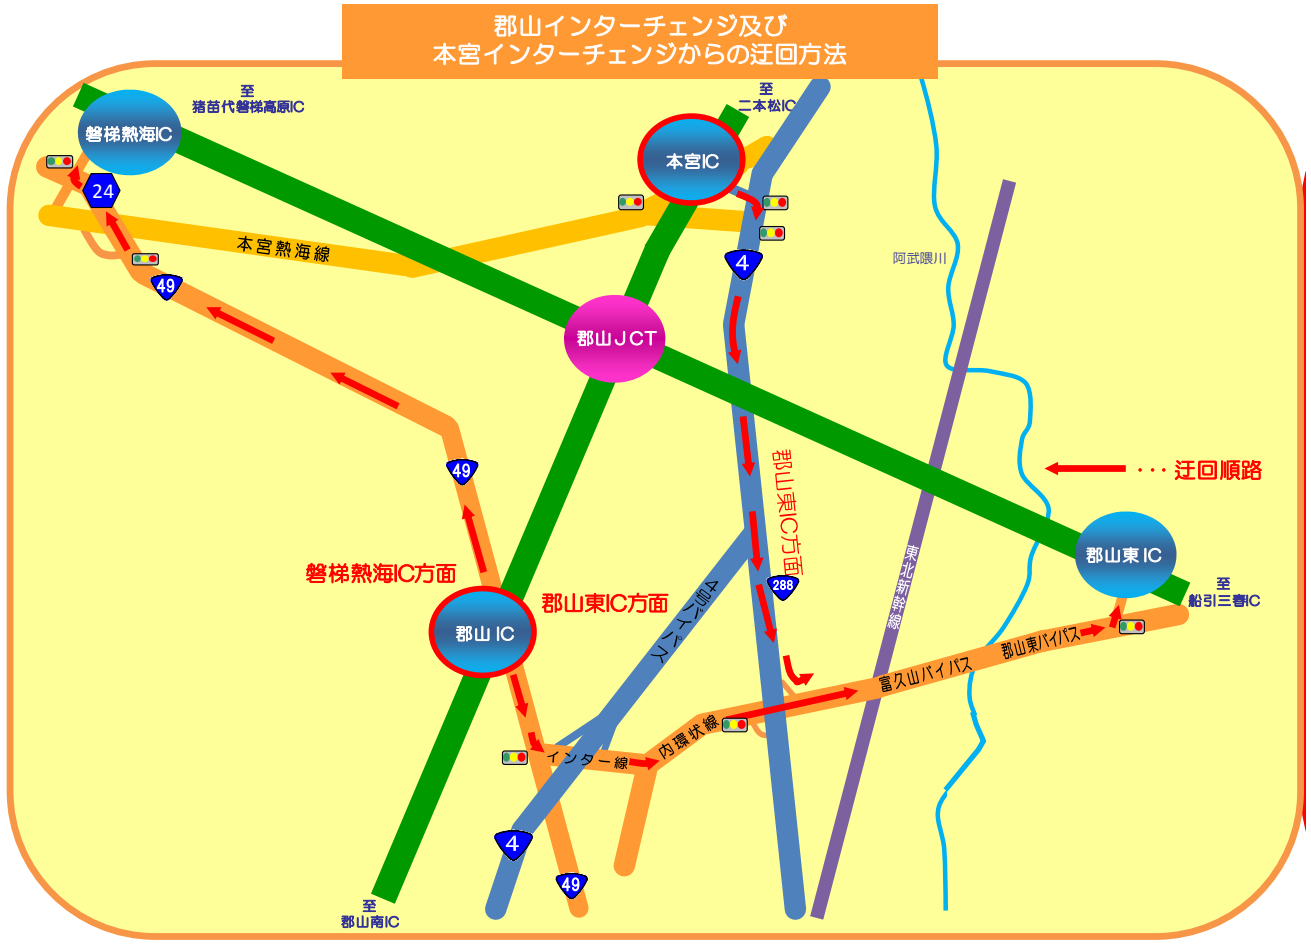 郡山インターチェンジ及び
本宮インターチェンジからの迂回方法
至
猪苗代磐梯高原IC
至
二本松IC
磐梯熱海IC
本宮IC
24
本宮熱海線
4
阿武隈川
49
郡山JCT
49
郡山東IC方面
・・・迂回順路
東北新幹線
郡山東IC
磐梯熱海IC方面
郡山東IC方面
288
4号バイパス
至
船引三春IC
郡山IC
郡山東バイパス
富久山バイパス
内環状線
インター線
4
49
至
郡山南IC